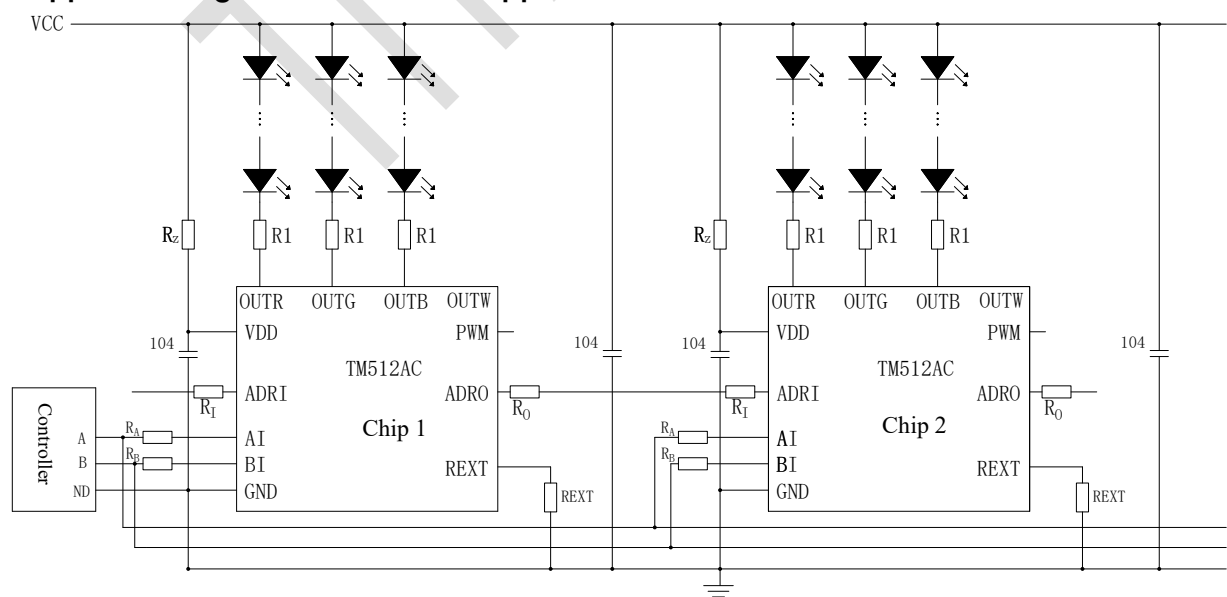 VCC
Rz R1 R1 R1 Rz R1 R1 R1
OUTR OUTG OUTB OUTW OUTR OUTG OUTB OUTW
VDD PWM VDD PWM
104 104 104 104
TM512AC TM512AC
ADRI ADRO ADRI ADRO
RI RO RI RO
Chip 1 Chip 2
Controller
A RA AI RA AI
B RB BI REXT RB BI REXT
ND GND REXT GND REXT